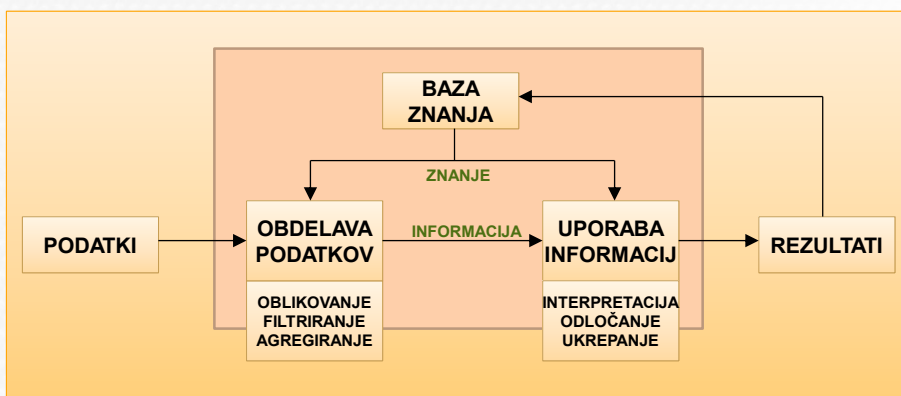 BAZA
ZNANJA
ZNANJE
PODATKI
OBDELAVA
PODATKOV
INFORMACIJA
UPORABA
INFORMACIJ
REZULTATI
OBLIKOVANJE
FILTRIRANJE
AGREGIRANJE
INTERPRETACIJA
ODLOČANJE
UKREPANJE